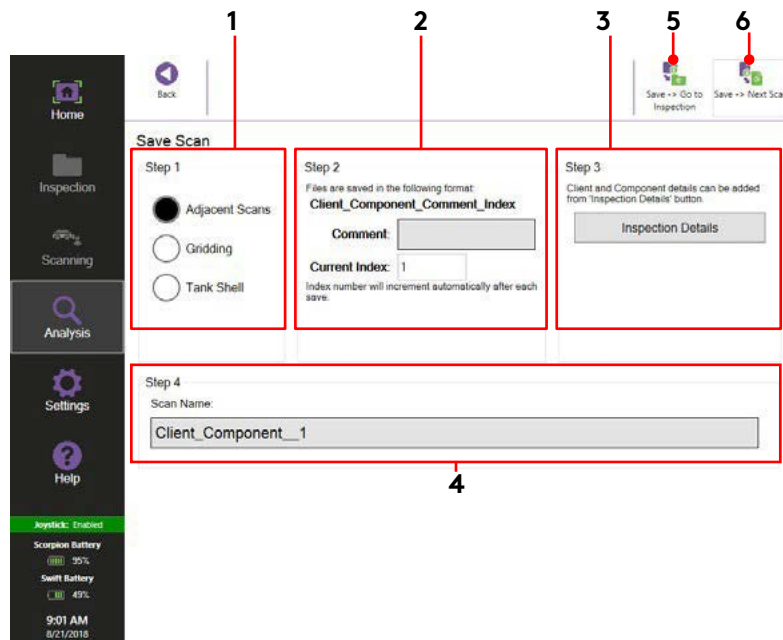 1 2 3 5 6
Home
Inspection
Scanning
Analysis
Settings
Help
Joystick: Enabled
Scorpion Battery
95%
Swift Battery
49%
9:01 AM
8/21/2018
Back
Save -> Go to
Inspection
Save -> Next Sca
Save Scan
Step 1
Adjacent Scans
Gridding
Tank Shell
Step 2
Files are saved in the following format:
Client_Component_Comment_Index
Comment:
Current Index: 1
Index number will increment automatically after each
save.
Step 3
Client and Component details can be added
from 'Inspection Details' button.
Inspection Details
Step 4
Scan Name:
Client_Component__1
4